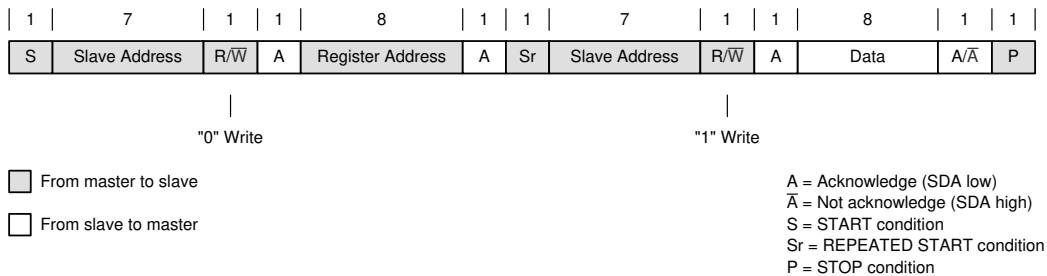 1 7 1 1 8 1 1 7 1 1 8 1 1
S Slave Address R/W̅ A Register Address A Sr Slave Address R/W̅ A Data A/A̅ P
"0" Write "1" Write
From master to slave
From slave to master
A = Acknowledge (SDA low)
A̅ = Not acknowledge (SDA high)
S = START condition
Sr = REPEATED START condition
P = STOP condition